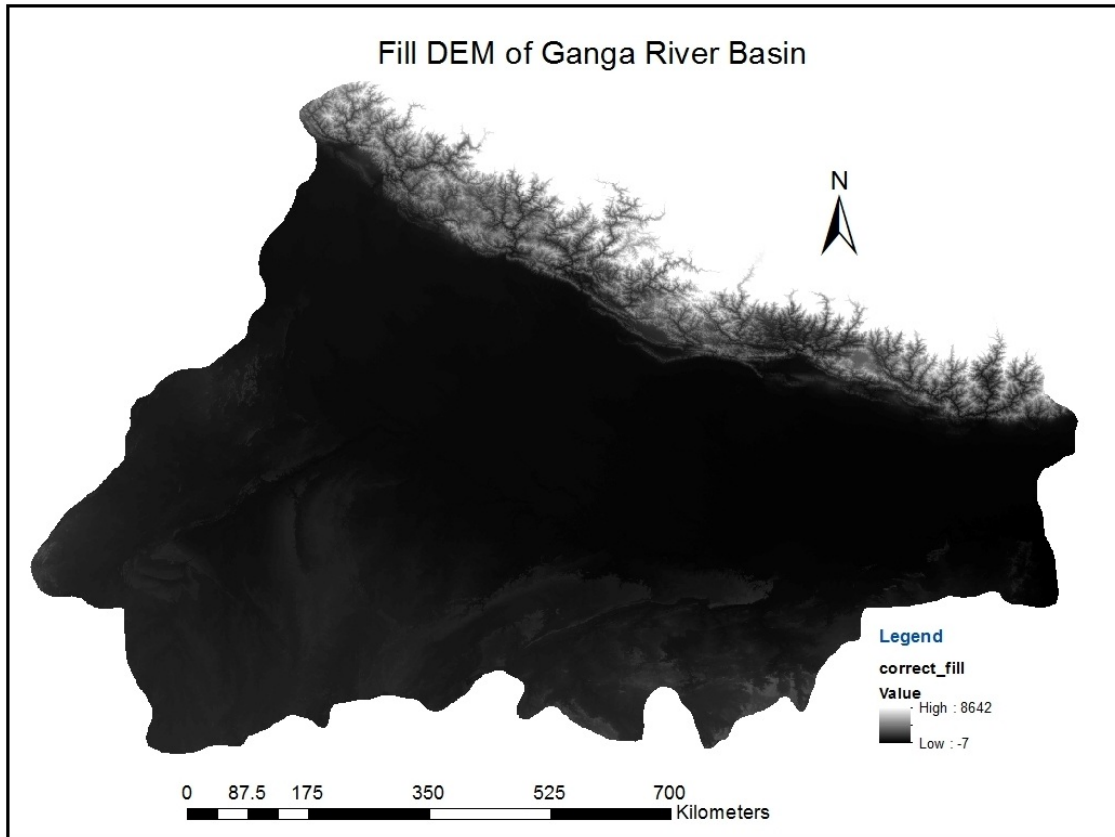 Fill DEM of Ganga River Basin
N
Legend
correct_fill
Value
High : 8642
Low : -7
0 87.5 175 350 525 700
Kilometers